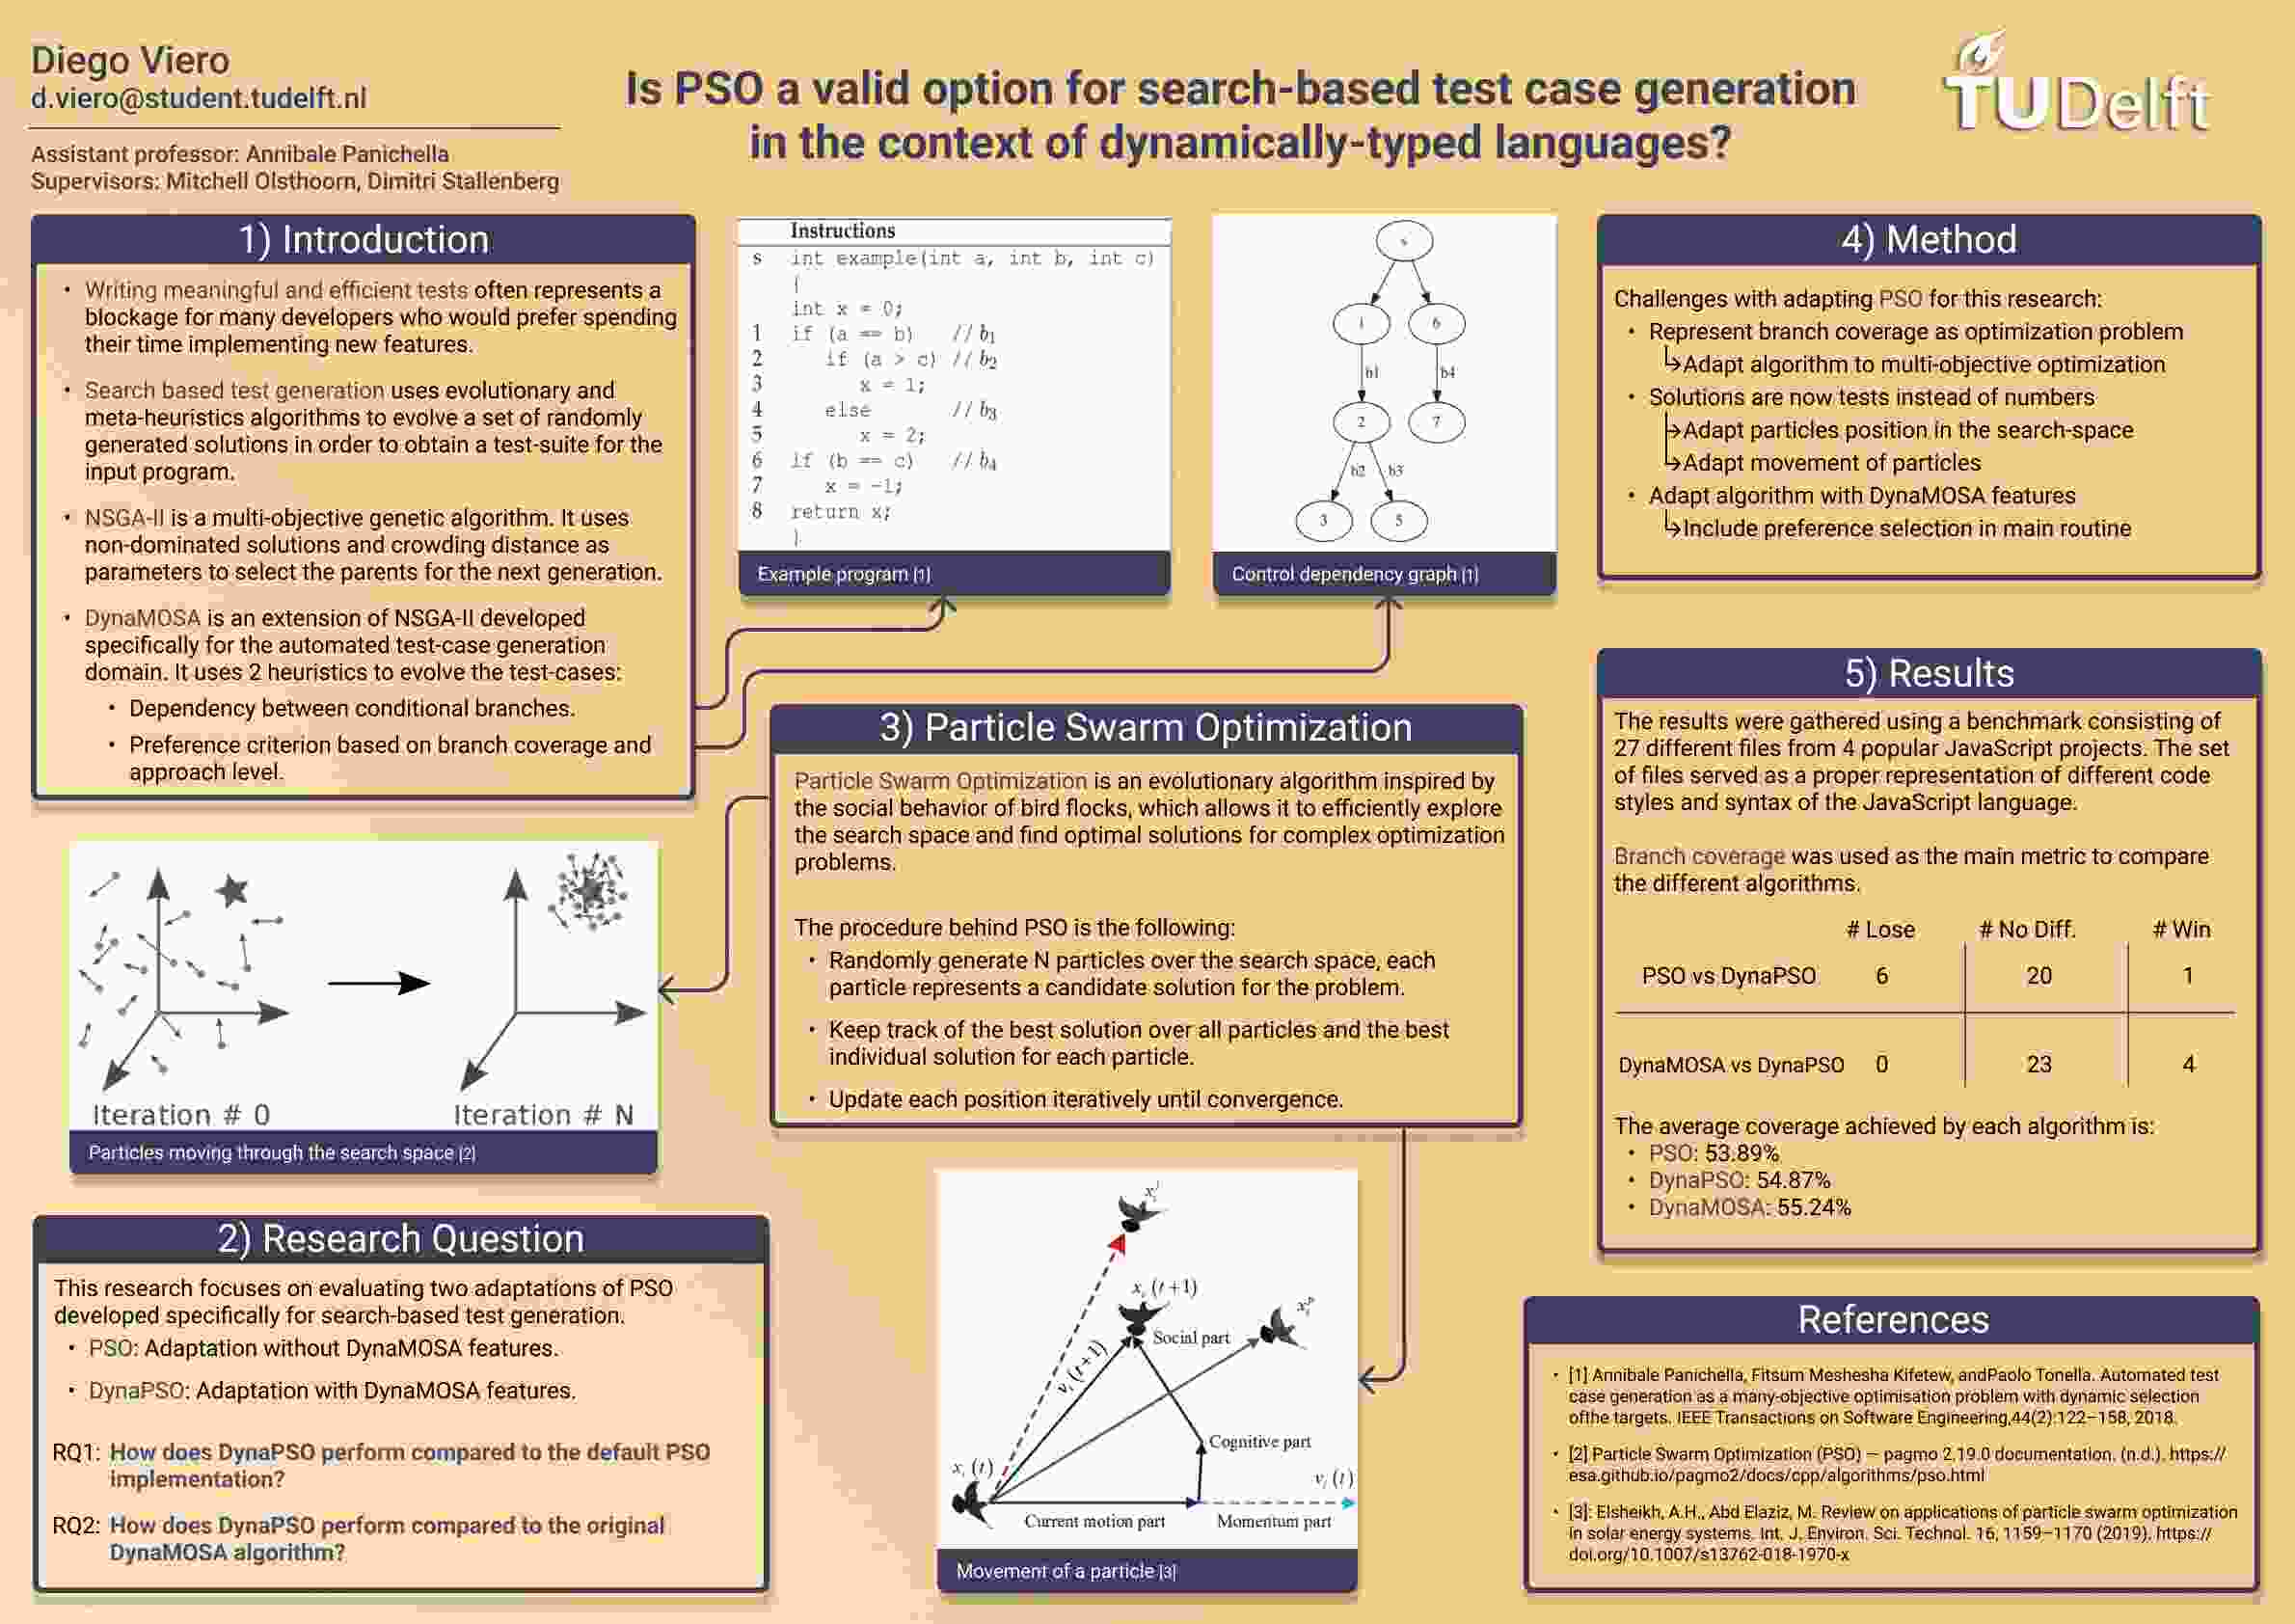 Diego Viero
d.viero@student.tudelft.nl
Assistant professor: Annibale Panichella
Supervisors: Mitchell Olsthoorn, Dimitri Stallenberg
Is PSO a valid option for search-based test case generation
in the context of dynamically-typed languages?
TUDelft
1) Introduction
• Writing meaningful and efficient tests often represents a
blockage for many developers who would prefer spending
their time implementing new features.
• Search based test generation uses evolutionary and
meta-heuristics algorithms to evolve a set of randomly
generated solutions in order to obtain a test-suite for the
input program.
• NSGA-II is a multi-objective genetic algorithm. It uses
non-dominated solutions and crowding distance as
parameters to select the parents for the next generation.
• DynaMOSA is an extension of NSGA-II developed
specifically for the automated test-case generation
domain. It uses 2 heuristics to evolve the test-cases:
• Dependency between conditional branches.
• Preference criterion based on branch coverage and
approach level.
Instructions
s int example(int a, int b, int c)
{
int x = 0;
1 if (a == b) // b1
2 if (a > c) // b2
3 x = 1;
4 else // b3
5 x = 2;
6 if (b == c) // b4
7 x = -1;
8 return x;
}
Example program [1]
s
1 6
b1 b4
2 7
b2 b3
3 5
Control dependency graph [1]
Iteration # 0
Iteration # N
Particles moving through the search space [2]
2) Research Question
This research focuses on evaluating two adaptations of PSO
developed specifically for search-based test generation.
• PSO: Adaptation without DynaMOSA features.
• DynaPSO: Adaptation with DynaMOSA features.
RQ1: How does DynaPSO perform compared to the default PSO
implementation?
RQ2: How does DynaPSO perform compared to the original
DynaMOSA algorithm?
3) Particle Swarm Optimization
Particle Swarm Optimization is an evolutionary algorithm inspired by
the social behavior of bird flocks, which allows it to efficiently explore
the search space and find optimal solutions for complex optimization
problems.
The procedure behind PSO is the following:
• Randomly generate N particles over the search space, each
particle represents a candidate solution for the problem.
• Keep track of the best solution over all particles and the best
individual solution for each particle.
• Update each position iteratively until convergence.
x_i (t+1)
Social part
v_i (t+1)
Cognitive part
x_i (t)
v_i (t)
Current motion part
Momentum part
Movement of a particle [3]
4) Method
Challenges with adapting PSO for this research:
• Represent branch coverage as optimization problem
↳Adapt algorithm to multi-objective optimization
• Solutions are now tests instead of numbers
↳Adapt particles position in the search-space
↳Adapt movement of particles
• Adapt algorithm with DynaMOSA features
↳Include preference selection in main routine
5) Results
The results were gathered using a benchmark consisting of
27 different files from 4 popular JavaScript projects. The set
of files served as a proper representation of different code
styles and syntax of the JavaScript language.
Branch coverage was used as the main metric to compare
the different algorithms.
# Lose # No Diff. # Win
PSO vs DynaPSO 6 20 1
DynaMOSA vs DynaPSO 0 23 4
The average coverage achieved by each algorithm is:
• PSO: 53.89%
• DynaPSO: 54.87%
• DynaMOSA: 55.24%
References
• [1] Annibale Panichella, Fitsum Meshesha Kifetew, andPaolo Tonella. Automated test
case generation as a many-objective optimisation problem with dynamic selection
ofthe targets. IEEE Transactions on Software Engineering,44(2):122–158, 2018.
• [2] Particle Swarm Optimization (PSO) — pagmo 2.19.0 documentation. (n.d.). https://
esa.github.io/pagmo2/docs/cpp/algorithms/pso.html
• [3]: Elsheikh, A.H., Abd Elaziz, M. Review on applications of particle swarm optimization
in solar energy systems. Int. J. Environ. Sci. Technol. 16, 1159–1170 (2019). https://
doi.org/10.1007/s13762-018-1970-x